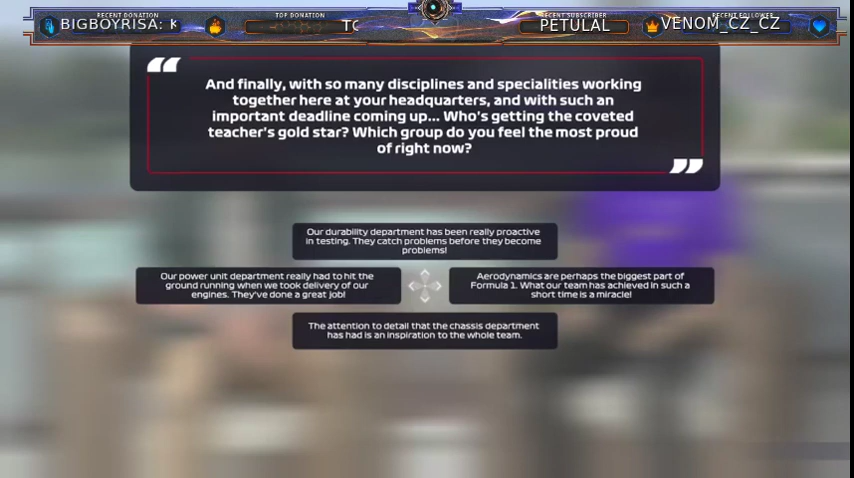 RECENT DONATION
TOP DONATION
RECENT SUBSCRIBER
RECENT FOLLOWER
BIGBOYRISA:
PETULAL
VENOM_CZ_CZ
And finally, with so many disciplines and specialities working
together here at your headquarters, and with such an
important deadline coming up... Who's getting the coveted
teacher's gold star? Which group do you feel the most proud
of right now?
Our durability department has been really proactive
in testing. They catch problems before they become
problems!
Our power unit department really had to hit the
ground running when we took delivery of our
engines. They've done a great job!
Aerodynamics are perhaps the biggest part of
Formula 1. What our team has achieved in such a
short time is a miracle!
The attention to detail that the chassis department
has had is an inspiration to the whole team.